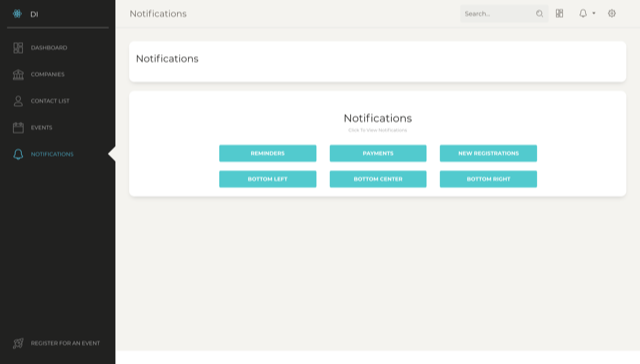 DI
DASHBOARD
COMPANIES
CONTACT LIST
EVENTS
NOTIFICATIONS
REGISTER FOR AN EVENT
Notifications
Search...
Notifications
Notifications
Click To View Notifications
REMINDERS
PAYMENTS
NEW REGISTRATIONS
BOTTOM LEFT
BOTTOM CENTER
BOTTOM RIGHT